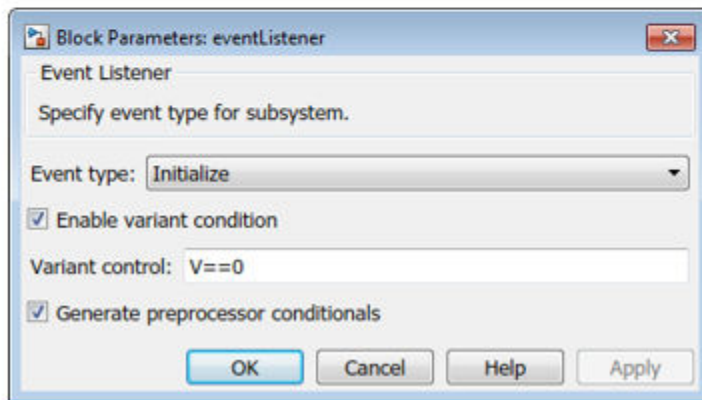 Block Parameters: eventListener
Event Listener
Specify event type for subsystem.
Event type: Initialize
Enable variant condition
Variant control: V==0
Generate preprocessor conditionals
OK Cancel Help Apply